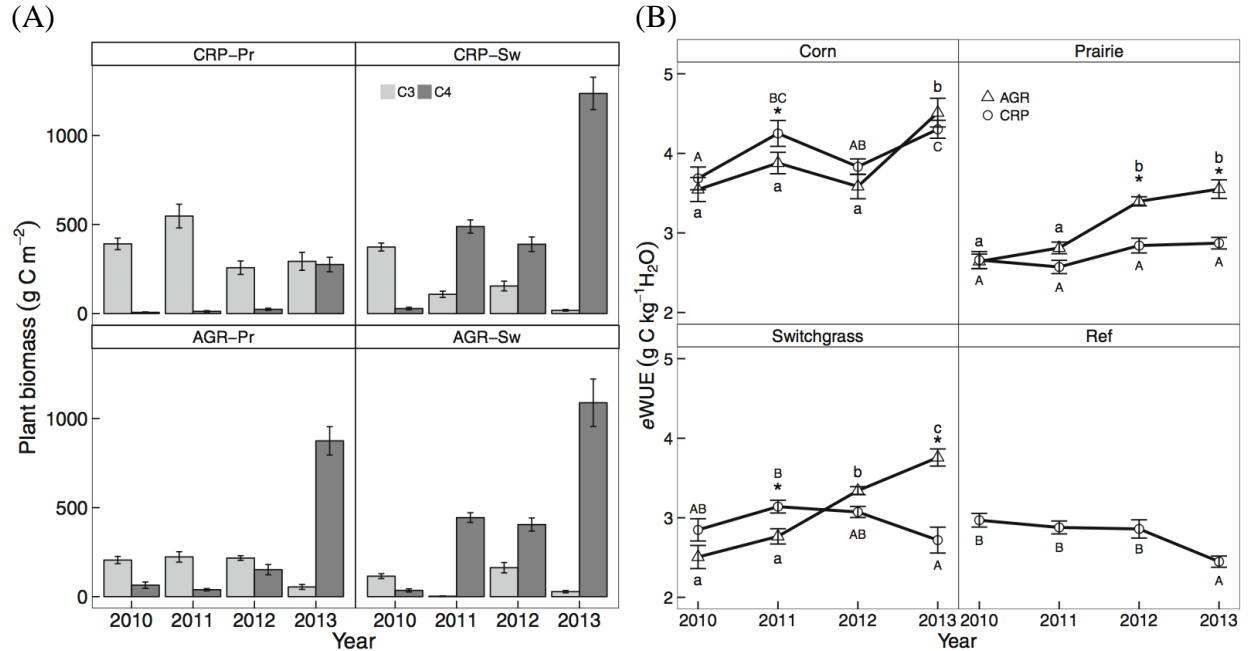 (A)
(B)
CRP–Pr
CRP–Sw
C3
C4
1000
500
0
AGR–Pr
AGR–Sw
1000
500
0
Plant biomass (g C m⁻²)
2010 2011 2012 2013
2010 2011 2012 2013
Year
Corn
Prairie
AGR
CRP
5
4
3
2
A
a
BC
*
a
AB
a
b
C
a
A
a
A
b
*
A
b
*
A
Switchgrass
Ref
5
4
3
2
AB
a
B
*
a
b
AB
c
*
A
B
B
B
A
eWUE (g C kg⁻¹H₂O)
2010 2011 2012 2013
2010 2011 2012 2013
Year